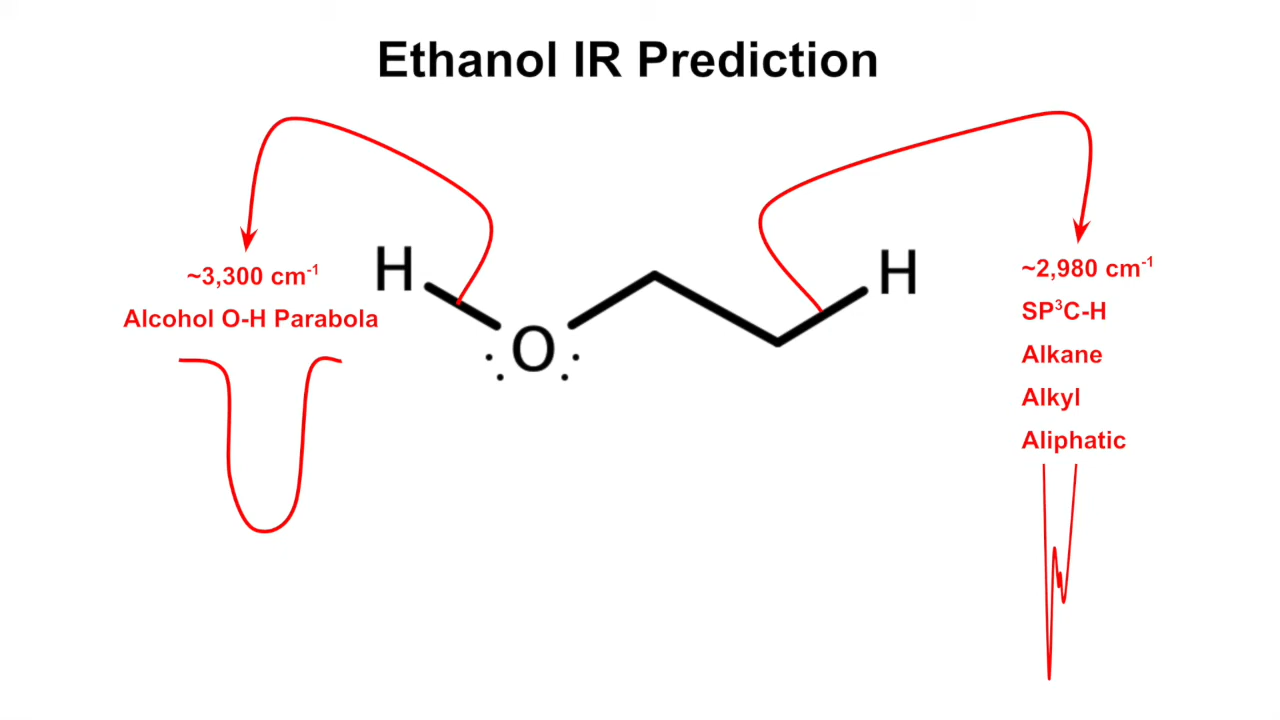 Ethanol IR Prediction
~3,300 cm⁻¹
Alcohol O-H Parabola
H
O
H
~2,980 cm⁻¹
SP³C-H
Alkane
Alkyl
Aliphatic